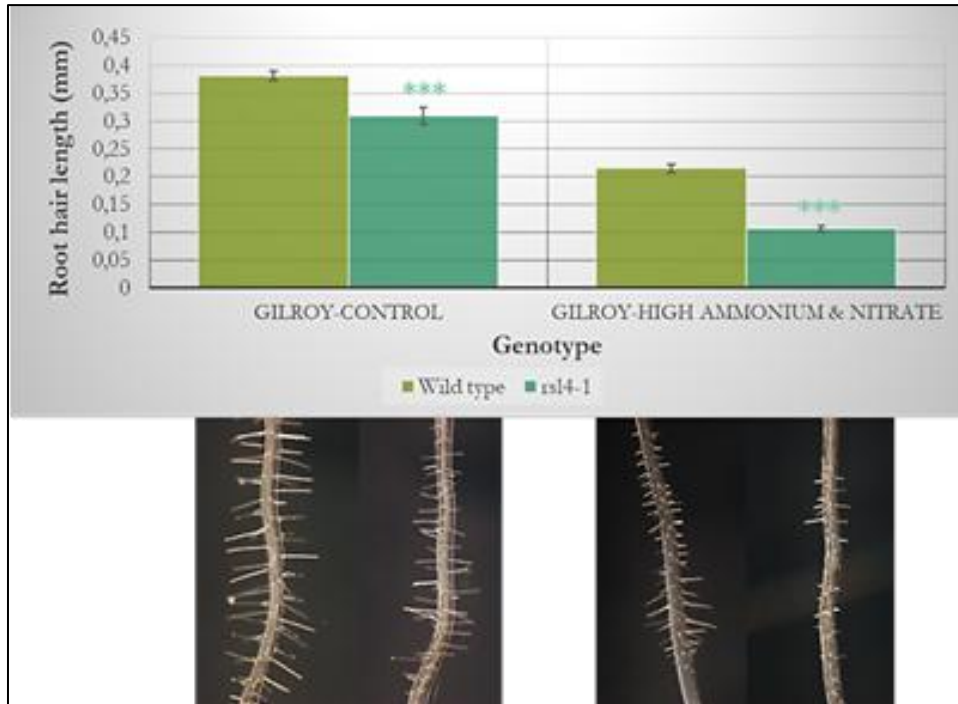 Root hair length (mm)
0,45
0,4
0,35
0,3
0,25
0,2
0,15
0,1
0,05
0
***
***
GILROY-CONTROL
GILROY-HIGH AMMONIUM & NITRATE
Genotype
Wild type
rsl4-1